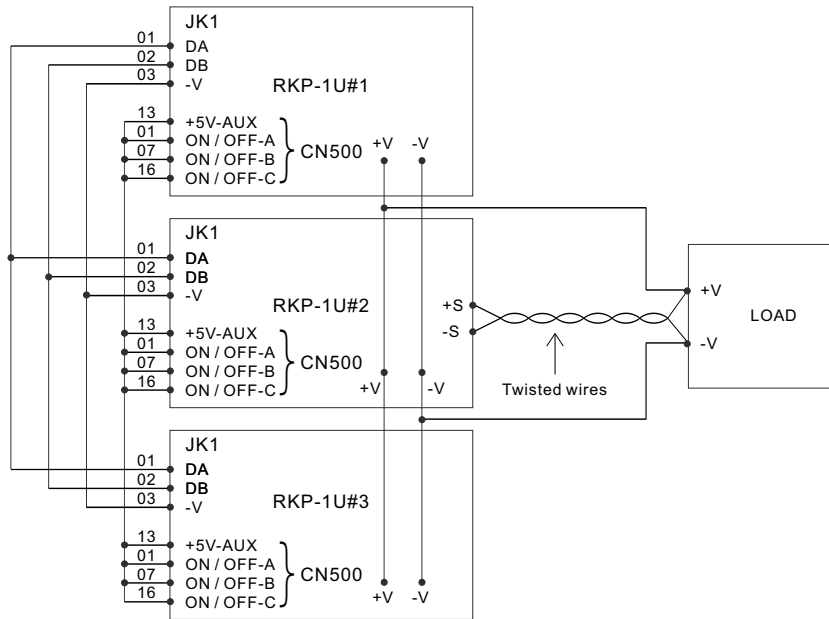 JK1
01 DA
02 DB
03 -V
RKP-1U#1
13 +5V-AUX
01 ON / OFF-A
07 ON / OFF-B
16 ON / OFF-C
CN500
+V -V
JK1
01 DA
02 DB
03 -V
RKP-1U#2
+S
-S
13 +5V-AUX
01 ON / OFF-A
07 ON / OFF-B
16 ON / OFF-C
CN500
+V -V
Twisted wires
+V
LOAD
-V
JK1
01 DA
02 DB
03 -V
RKP-1U#3
13 +5V-AUX
01 ON / OFF-A
07 ON / OFF-B
16 ON / OFF-C
CN500
+V -V